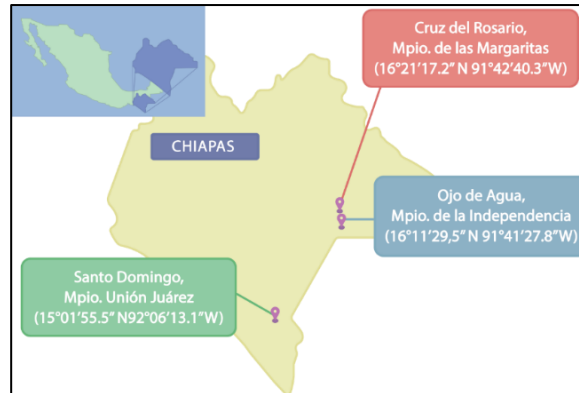 Cruz del Rosario,
Mpio. de las Margaritas
(16°21’17.2” N 91°42’40.3”W)
CHIAPAS
Ojo de Agua,
Mpio. de la Independencia
(16°11’29,5” N 91°41’27.8”W)
Santo Domingo,
Mpio. Unión Juárez
(15°01’55.5” N92°06’13.1”W)